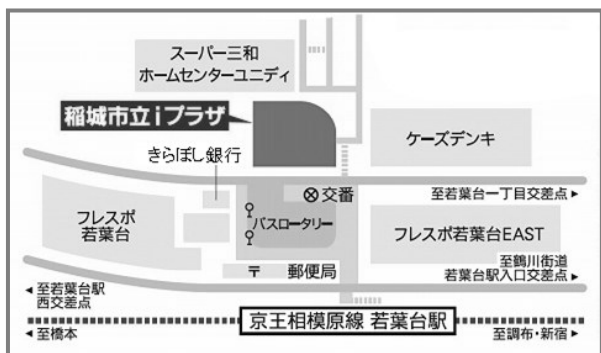 スーパー三和
ホームセンターユニディ
稲城市立iプラザ
ケーズデンキ
きらぼし銀行
交番
至若葉台一丁目交差点▶
フレスポ
若葉台
バスロータリー
フレスポ若葉台EAST
至鶴川街道
若葉台駅入口交差点▶
〒 郵便局
◀至若葉台駅
西交差点
京王相模原線 若葉台駅
◀至橋本
至調布・新宿▶